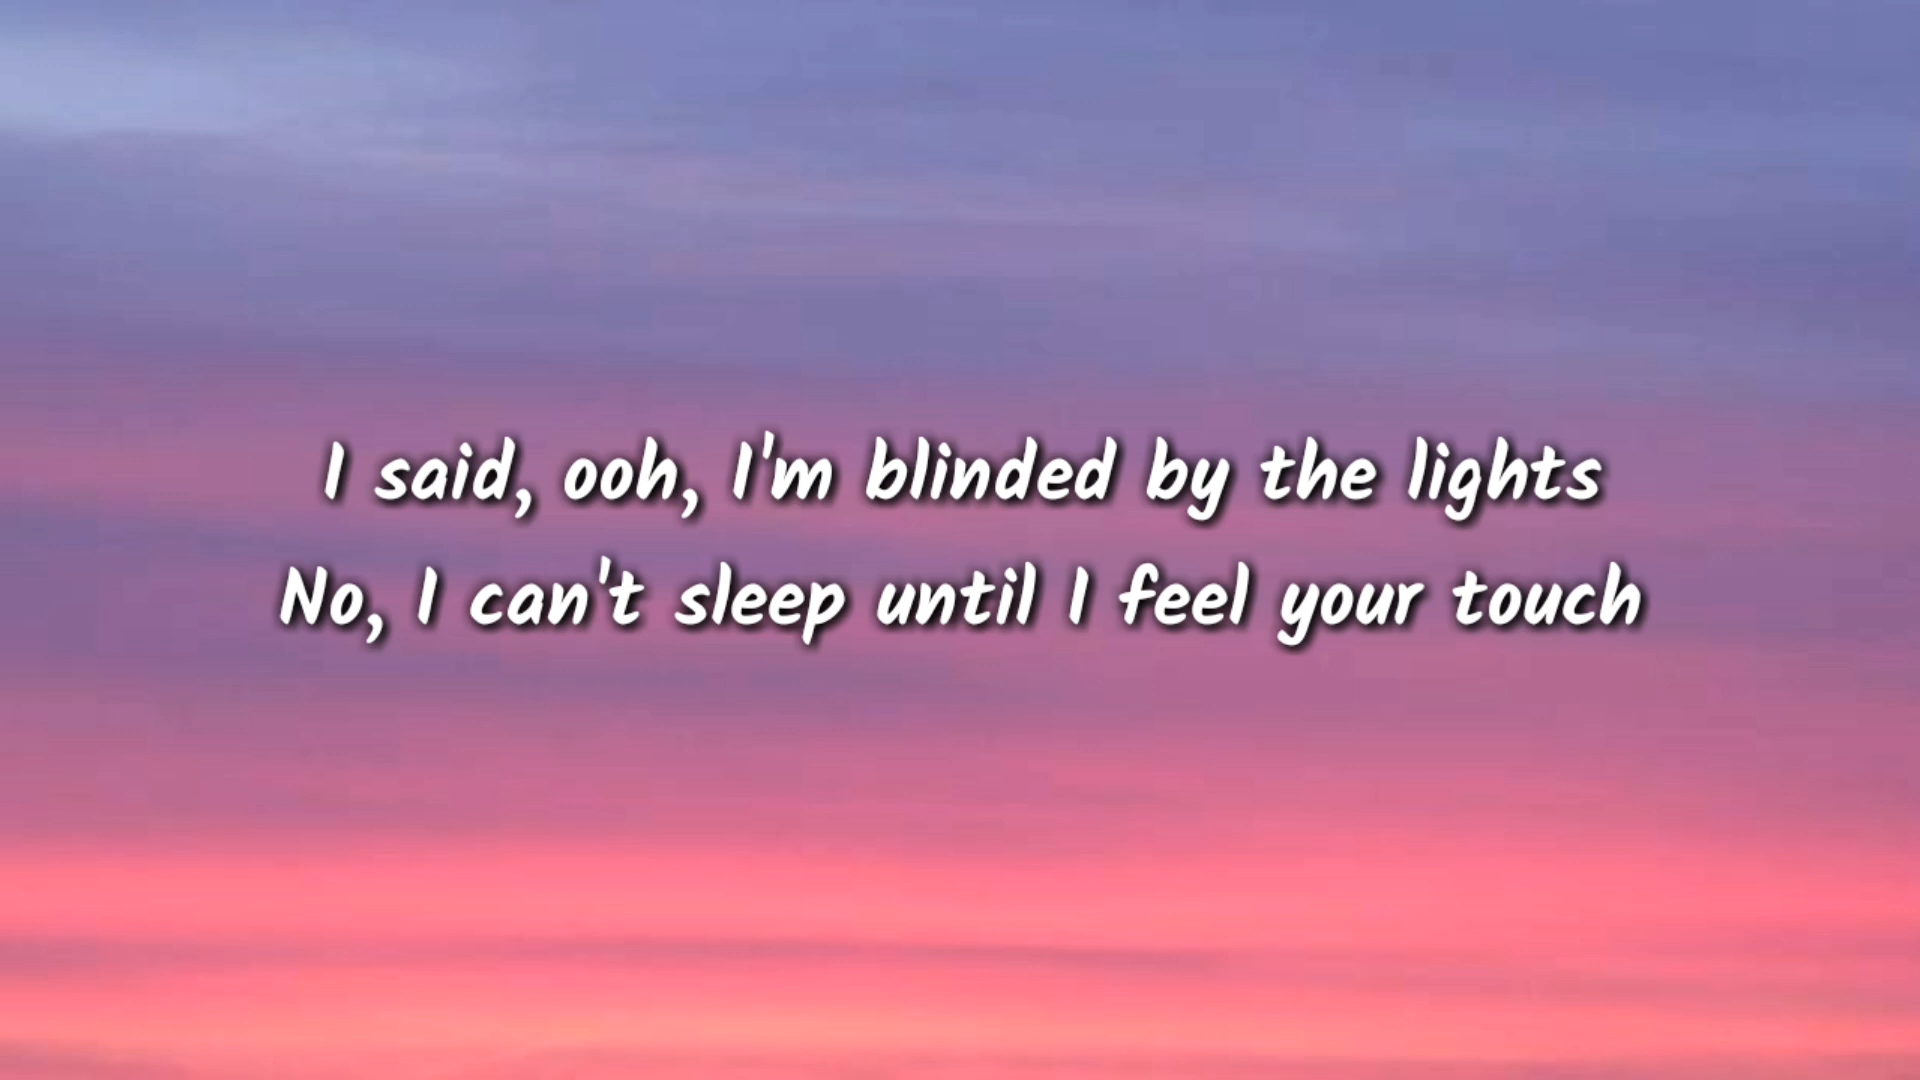 I said, ooh, I'm blinded by the lights
No, I can't sleep until I feel your touch